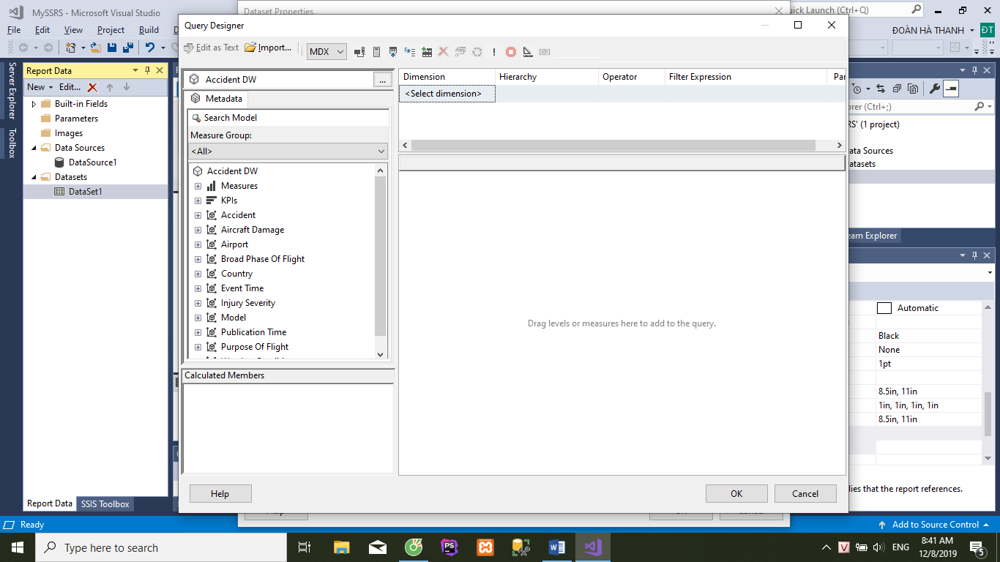 MySSRS - Microsoft Visual Studio
Dataset Properties
uick Launch (Ctrl+Q)
File Edit View Project Build D
ĐOÀN HÀ THANH ĐT
Query Designer
Edit as Text Import... MDX
Server Explorer
Toolbox
Report Data
New Edit...
Built-in Fields
Parameters
Images
Data Sources
DataSource1
Datasets
DataSet1
Report Data SSIS Toolbox
Accident DW ...
Metadata
Search Model
Measure Group:
<All>
Accident DW
Measures
KPIs
Accident
Aircraft Damage
Airport
Broad Phase Of Flight
Country
Event Time
Injury Severity
Model
Publication Time
Purpose Of Flight
Calculated Members
Dimension Hierarchy Operator Filter Expression Par
<Select dimension>
Drag levels or measures here to add to the query.
Help OK Cancel
orer (Ctrl+;)
RS' (1 project)
ata Sources
atasets
eam Explorer
Automatic
Black
None
1pt
8.5in, 11in
1in, 1in, 1in, 1in
8.5in, 11in
lies that the report references.
Ready
Add to Source Control
Type here to search
PS
V
ENG
8:41 AM
12/8/2019
5